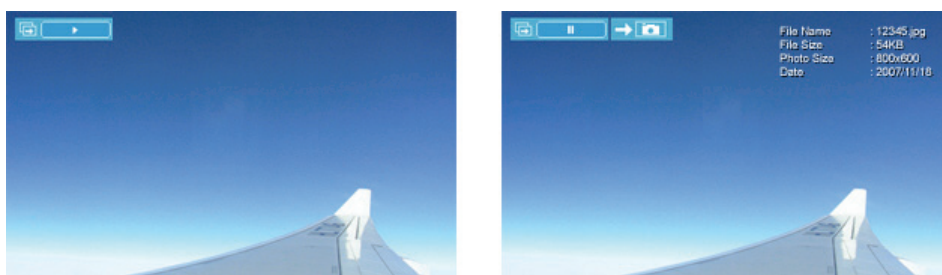 File Name : 12345.jpg
File Size : 54KB
Photo Size : 800x600
Date : 2007/11/18